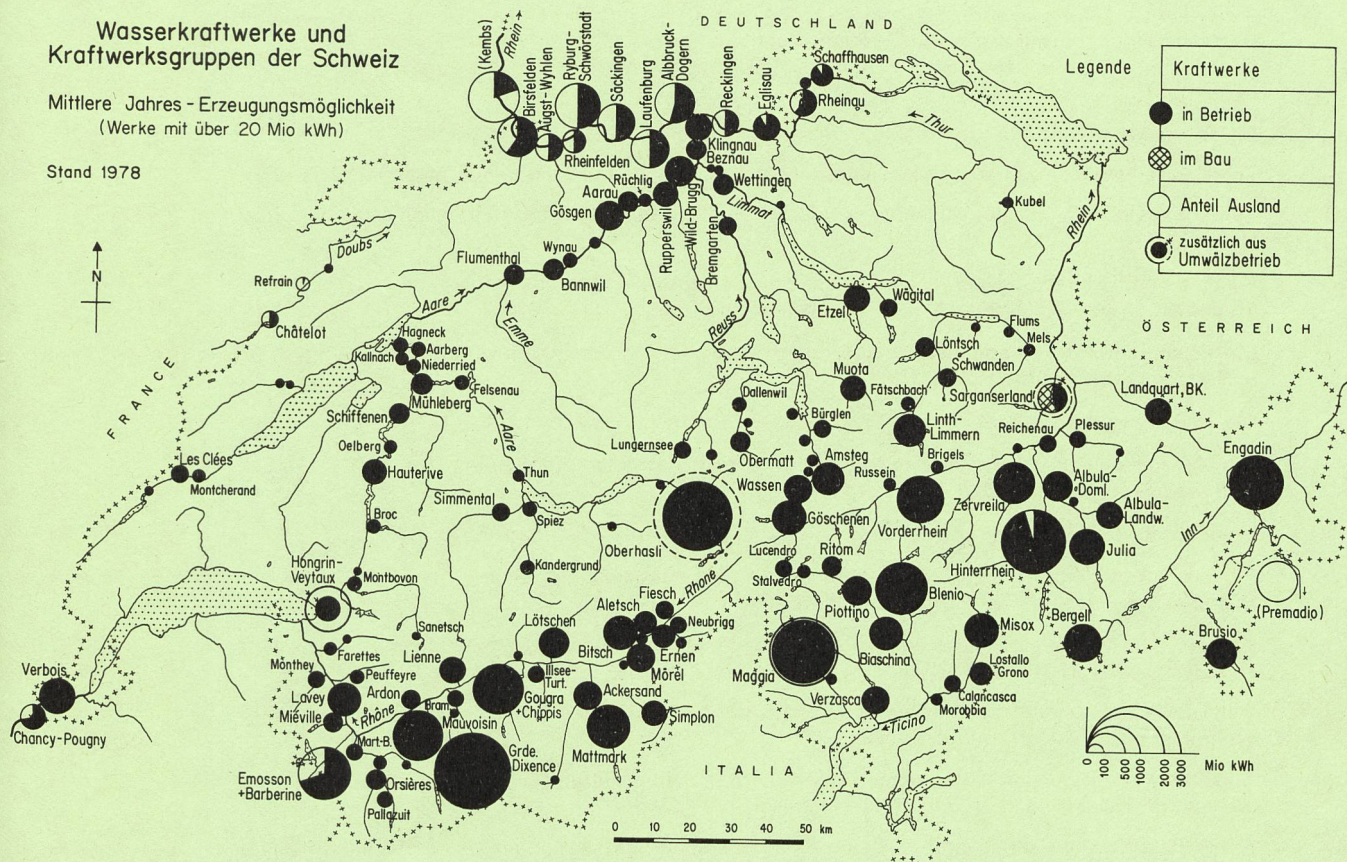 Wasserkraftwerke und
Kraftwerksgruppen der Schweiz
Mittlere Jahres-Erzeugungsmöglichkeit
(Werke mit über 20 Mio kWh)
Stand 1978
DEUTSCHLAND
Legende
Kraftwerke
in Betrieb
im Bau
Anteil Ausland
zusätzlich aus
Umwälzbetrieb
(Kembs)
Rhein
Birsfelden
Augst-Wyhlen
Ryburg-
Schwörstadt
Säckingen
Laufenburg
Albbruck-
Dogern
Reckingen
Eglisau
Schaffhausen
Rheinau
Thur
Rheinfelden
Klingnau
Beznau
Wettingen
Limmat
Rüchlig
Aarau
Gösgen
Rupperswil
Wild-Brugg
Bremgarten
Kubel
Rhein
N
Doubs
Refrain
Châtelot
Flumenthal
Wynau
Bannwil
Aare
Emme
Reuss
Etzel
Wägital
FRANCE
ÖSTERREICH
Hagneck
Kallnach
Aarberg
Niederried
Mühleberg
Felsenau
Schiffenen
Oelberg
Hauterive
Broc
Aare
Löntsch
Flums
Mels
Schwanden
Muota
Fätschbach
Sarganserland
Landquart, BK.
Dallenwil
Bürglen
Linth-
Limmern
Reichenau
Plessur
Lungernsee
Obermatt
Amsteg
Brigels
Engadin
Les Clées
Montcherand
Thun
Simmental
Spiez
Wassen
Russein
Göschenen
Vorderrhein
Zervreila
Albula-
Doml.
Albula-
Landw.
Julia
Inn
Oberhasli
Kandergrund
Lucendro
Ritom
Stalvedro
Hinterrhein
Hongrin-
Veytaux
Montbovon
Rhone
Fiesch
Aletsch
Neubrigg
Piottino
Blenio
(Premadio)
Sanetsch
Lötschen
Bitsch
Ernen
Mörel
Biaschina
Misox
Bergell
Brusio
Farettes
Lienne
Monthey
Peuffeyre
Illsee-
Turt.
Maggia
Lostallo
Grono
Verbois
Lavey
Ardon
Bram.
Gougra
+Chippis
Ackersand
Verzasca
Calancasca
Morobbia
Chancy-Pougny
Miéville
Rhône
Mauvoisin
Simplon
Ticino
Mart-B.
Mattmark
Emosson
+Barberine
Orsières
Grde.
Dixence
Pallazuit
ITALIA
0 10 20 30 40 50 km
0 100 500 1000 2000 3000 Mio kWh